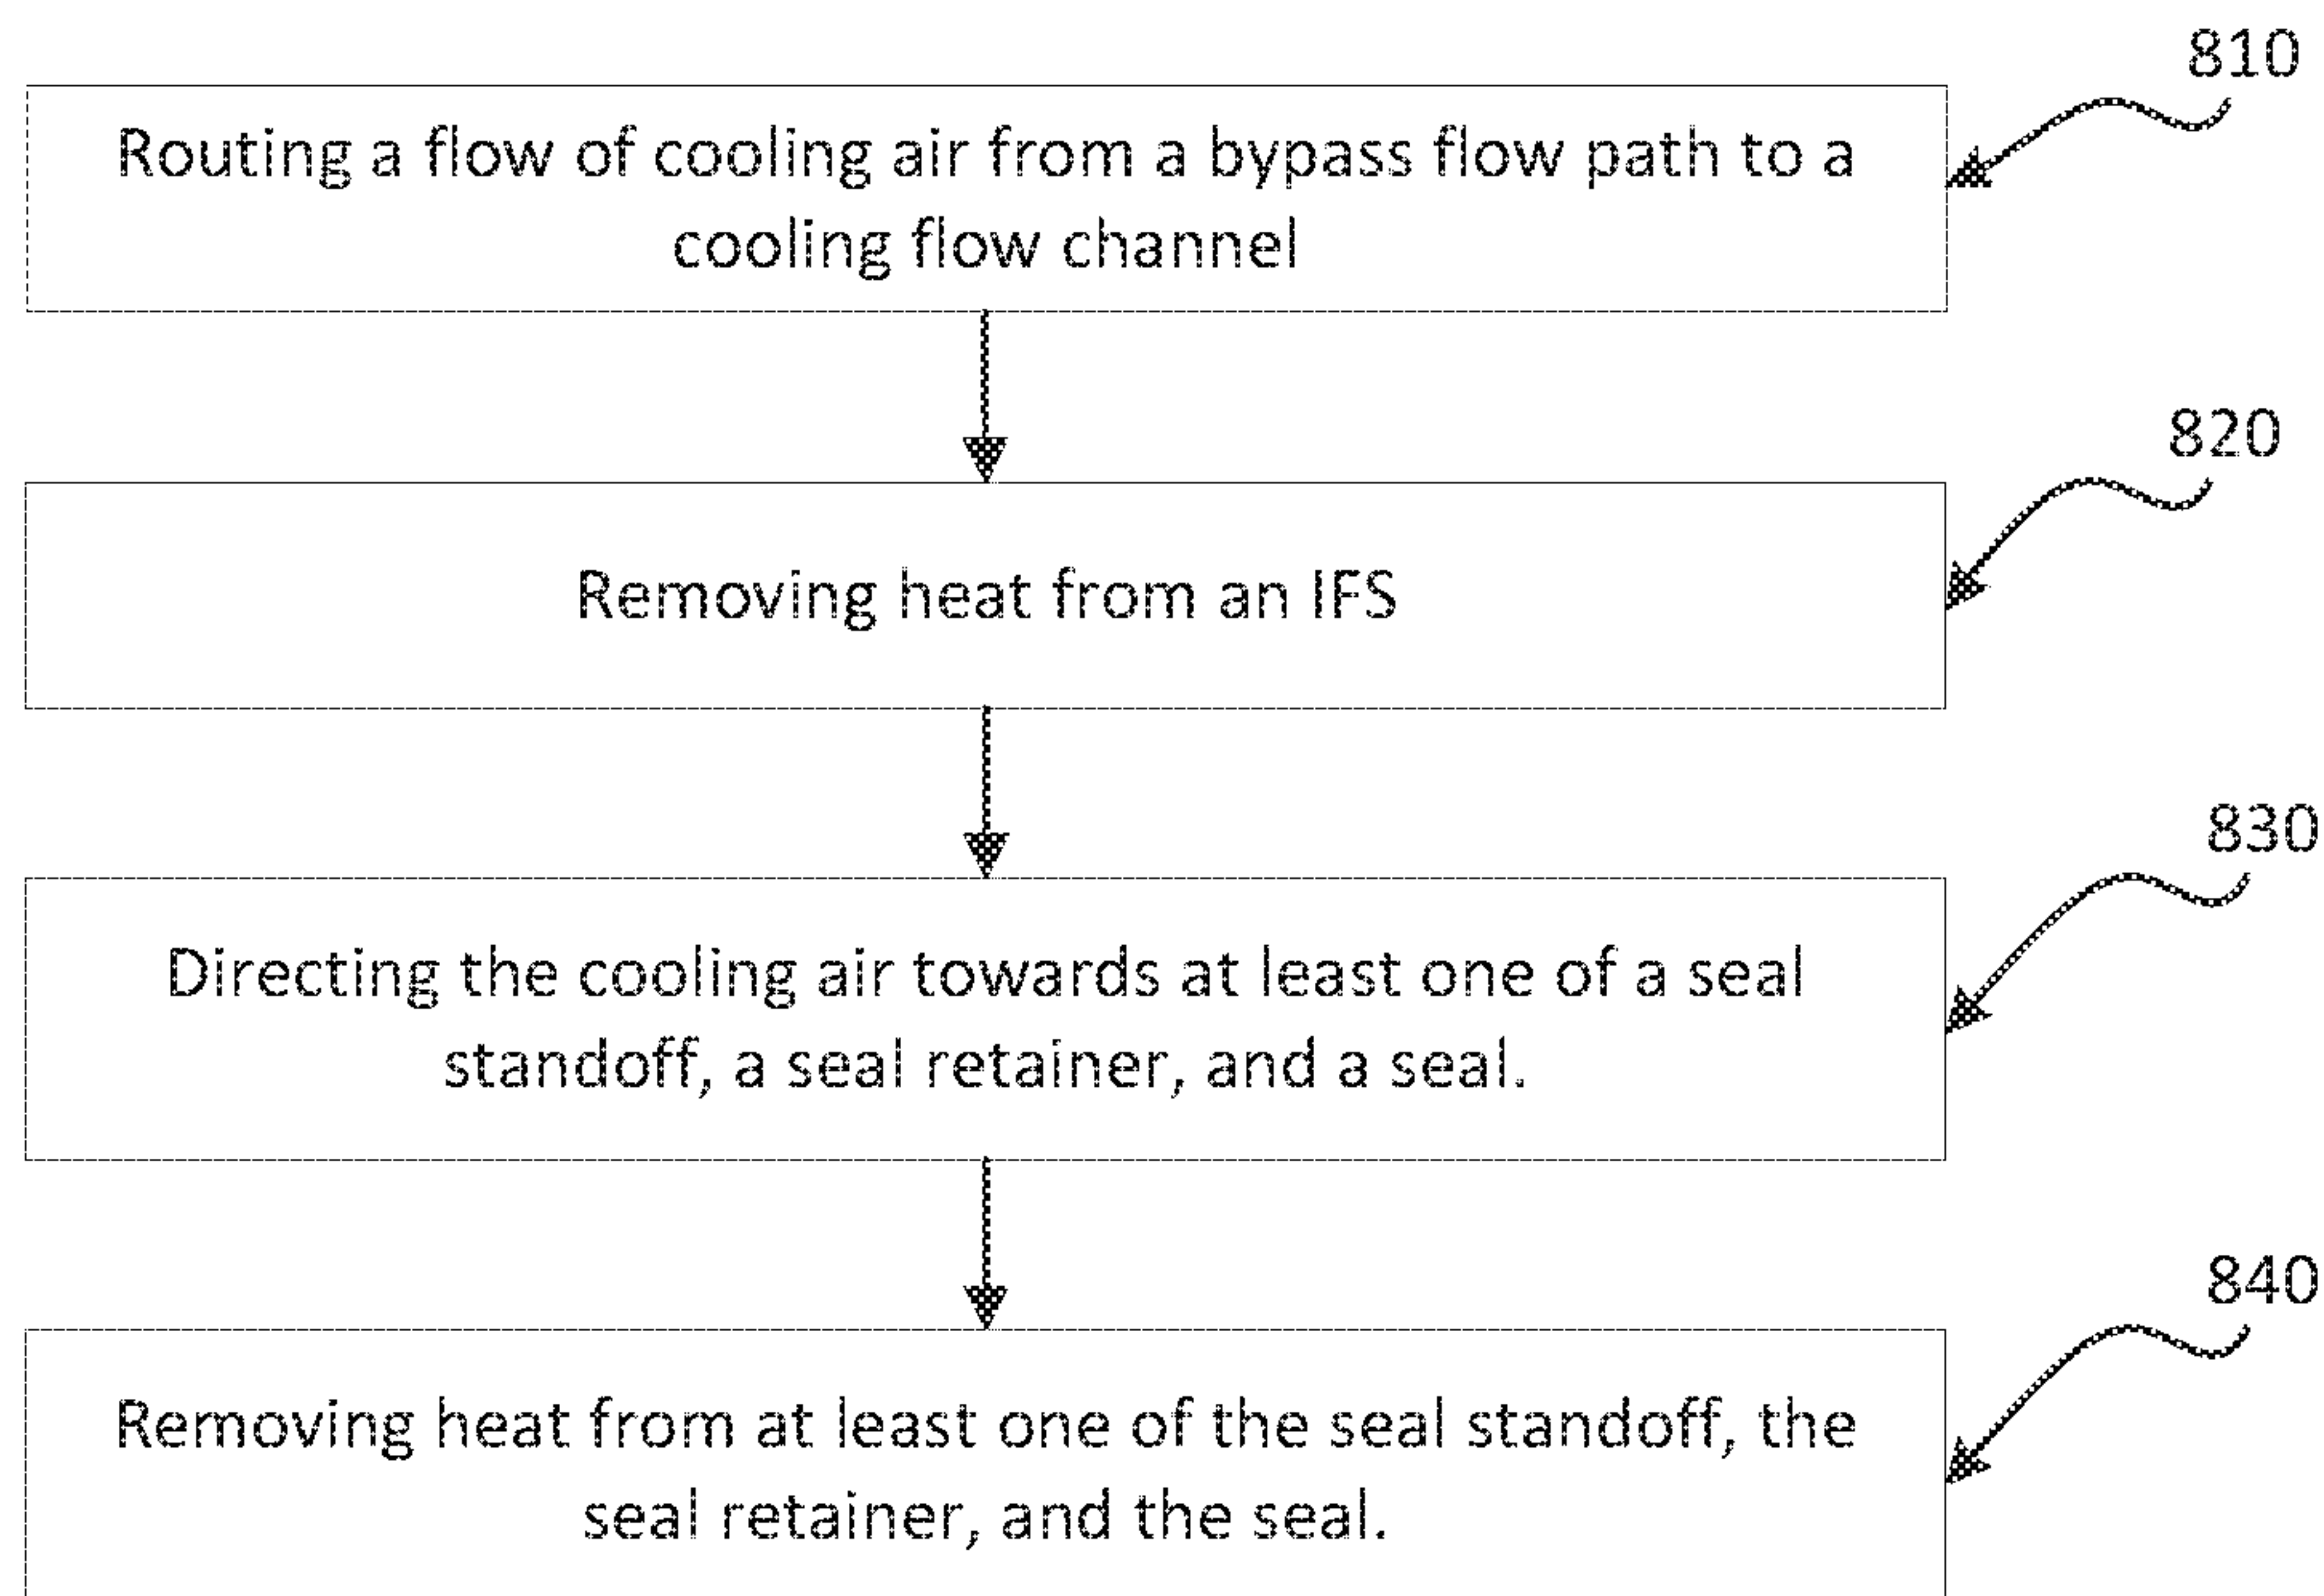 810
Routing a flow of cooling air from a bypass flow path to a
cooling flow channel
820
Removing heat from an IFS
830
Directing the cooling air towards at least one of a seal
standoff, a seal retainer, and a seal.
840
Removing heat from at least one of the seal standoff, the
seal retainer, and the seal.